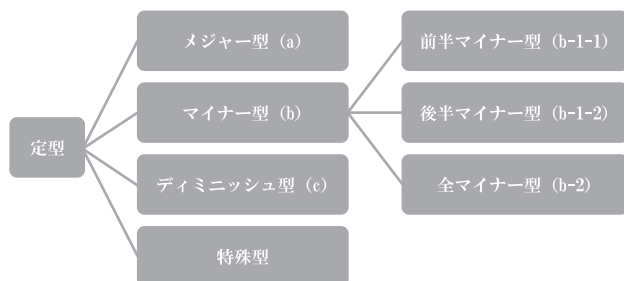 定型
メジャー型（a）
マイナー型（b）
ディミニッシュ型（c）
特殊型
前半マイナー型（b-1-1）
後半マイナー型（b-1-2）
全マイナー型（b-2）